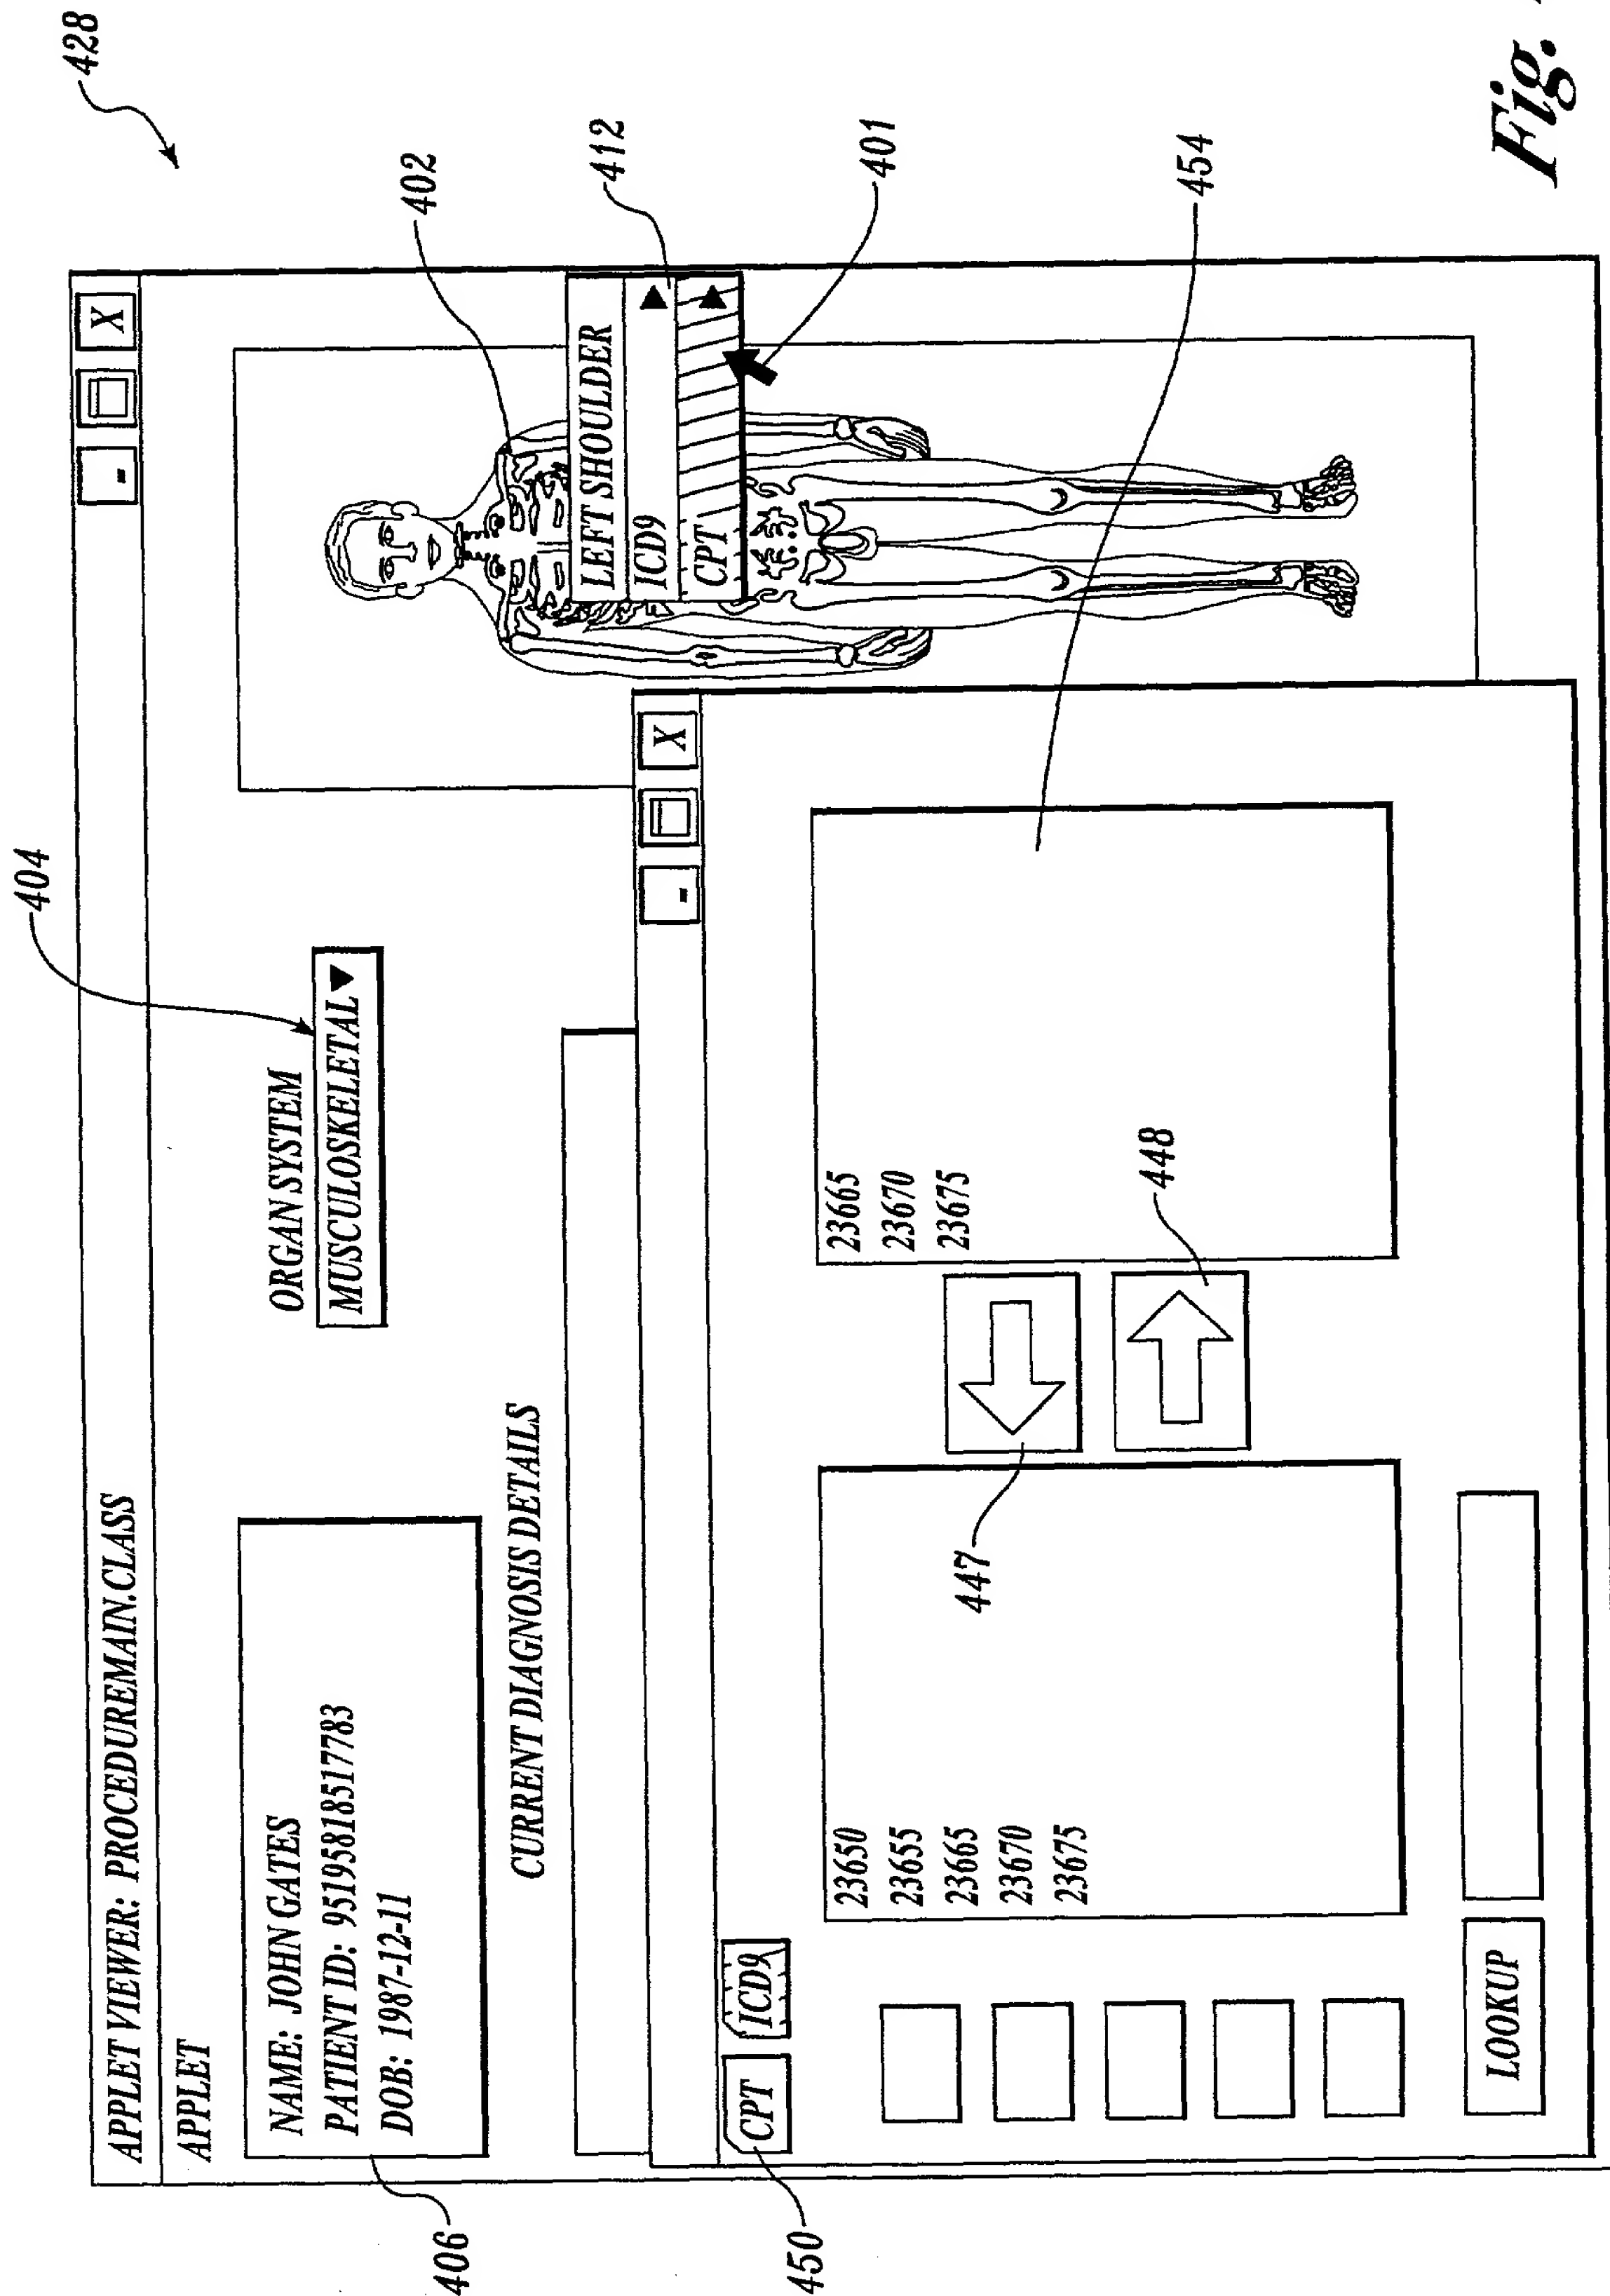 428
APPLET VIEWER: PROCEDUREMAIN.CLASS
-
X
APPLET
404
402
412
401
454
406
NAME: JOHN GATES
PATIENT ID: 9519581851 7783
DOB: 1987-12-11
ORGAN SYSTEM
MUSCULOSKELETAL
LEFT SHOULDER
ICD9
CPT
CURRENT DIAGNOSIS DETAILS
-
X
450
CPT
ICD9
23650
23655
23665
23670
23675
447
448
23665
23670
23675
LOOKUP
Fig.